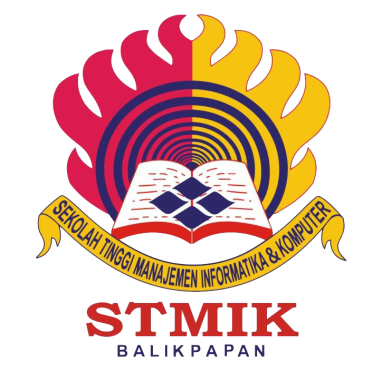 SEKOLAH TINGGI MANAJEMEN INFORMATIKA & KOMPUTER
STMIK
BALIKPAPAN